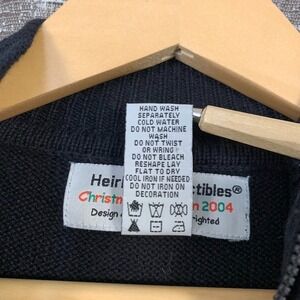 HAND WASH
SEPARATELY
COLD WATER
DO NOT MACHINE
WASH
DO NOT TWIST
OR WRING
DO NOT BLEACH
RESHAPE LAY
FLAT TO DRY
COOL IRON IF NEEDED
DO NOT IRON ON
DECORATION
Heir tibles®
Christm n 2004
Design righted